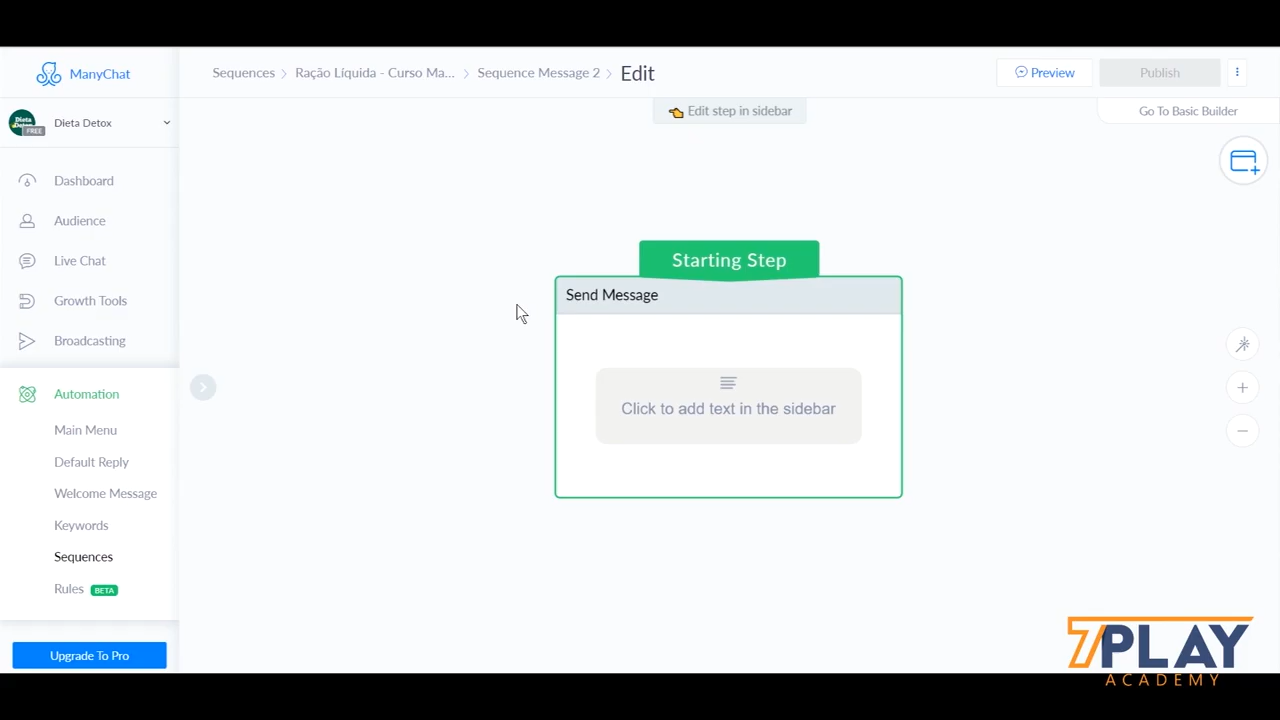 ManyChat
Sequences > Ração Líquida - Curso Ma... > Sequence Message 2 > Edit
Preview
Publish
Edit step in sidebar
Go To Basic Builder
Dieta Detox
FREE
Dieta Detox
Dashboard
Audience
Live Chat
Growth Tools
Broadcasting
Automation
Main Menu
Default Reply
Welcome Message
Keywords
Sequences
Rules BETA
Upgrade To Pro
Starting Step
Send Message
Click to add text in the sidebar
7PLAY
ACADEMY